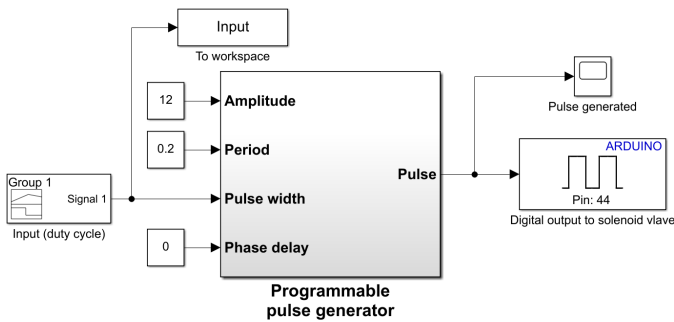 Input
To workspace
12
Amplitude
Pulse generated
0.2
Period
ARDUINO
Pulse
Pin: 44
Digital output to solenoid vlave
Group 1
Signal 1
Input (duty cycle)
Pulse width
0
Phase delay
Programmable
pulse generator